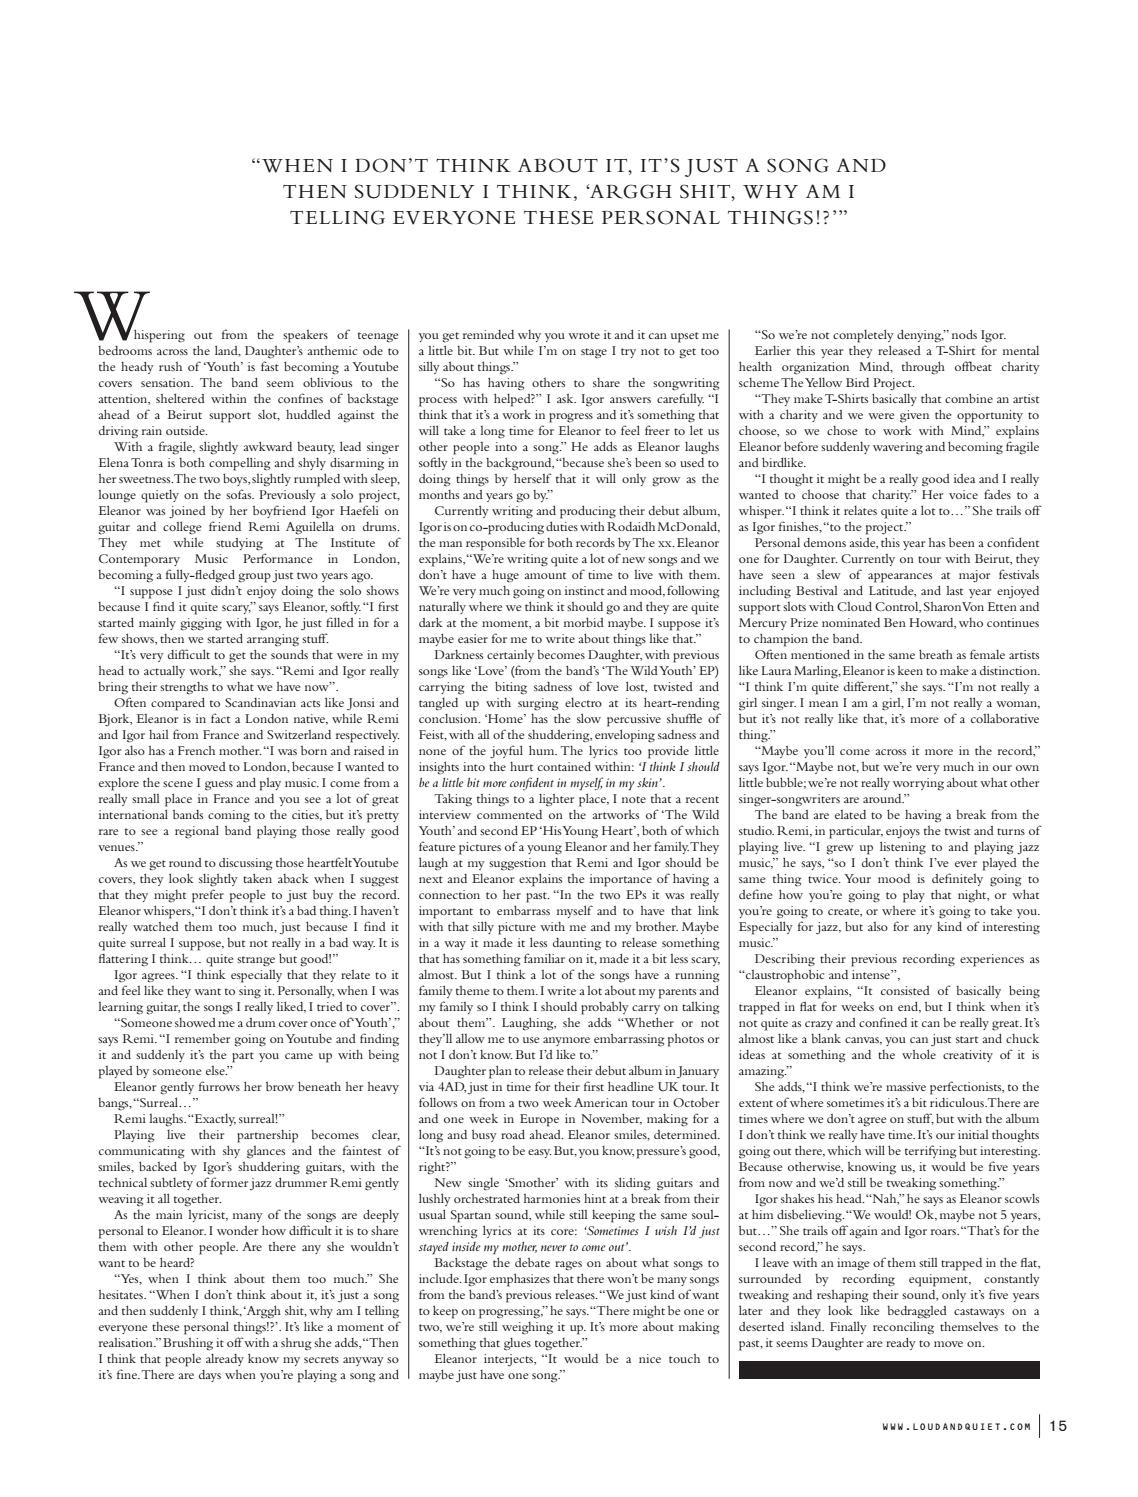 “WHEN I DON’T THINK ABOUT IT, IT’S JUST A SONG AND
THEN SUDDENLY I THINK, ‘ARGGH SHIT, WHY AM I
TELLING EVERYONE THESE PERSONAL THINGS!?’”
Whispering out from the speakers of teenage
bedrooms across the land, Daughter’s anthemic ode to
the heady rush of ‘Youth’ is fast becoming a Youtube
covers sensation. The band seem oblivious to the
attention, sheltered within the confines of backstage
ahead of a Beirut support slot, huddled against the
driving rain outside.
With a fragile, slightly awkward beauty, lead singer
Elena Tonra is both compelling and shyly disarming in
her sweetness. The two boys, slightly rumpled with sleep,
lounge quietly on the sofas. Previously a solo project,
Eleanor was joined by her boyfriend Igor Haefeli on
guitar and college friend Remi Aguilella on drums.
They met while studying at The Institute of
Contemporary Music Performance in London,
becoming a fully-fledged group just two years ago.
“I suppose I just didn’t enjoy doing the solo shows
because I find it quite scary,” says Eleanor, softly. “I first
started mainly gigging with Igor, he just filled in for a
few shows, then we started arranging stuff.
“It’s very difficult to get the sounds that were in my
head to actually work,” she says. “Remi and Igor really
bring their strengths to what we have now”.
Often compared to Scandinavian acts like Jonsi and
Bjork, Eleanor is in fact a London native, while Remi
and Igor hail from France and Switzerland respectively.
Igor also has a French mother. “I was born and raised in
France and then moved to London, because I wanted to
explore the scene I guess and play music. I come from a
really small place in France and you see a lot of great
international bands coming to the cities, but it’s pretty
rare to see a regional band playing those really good
venues.”
As we get round to discussing those heartfelt Youtube
covers, they look slightly taken aback when I suggest
that they might prefer people to just buy the record.
Eleanor whispers, “I don’t think it’s a bad thing. I haven’t
really watched them too much, just because I find it
quite surreal I suppose, but not really in a bad way. It is
flattering I think… quite strange but good!”
Igor agrees. “I think especially that they relate to it
and feel like they want to sing it. Personally, when I was
learning guitar, the songs I really liked, I tried to cover”.
“Someone showed me a drum cover once of ‘Youth’,”
says Remi. “I remember going on Youtube and finding
it and suddenly it’s the part you came up with being
played by someone else.”
Eleanor gently furrows her brow beneath her heavy
bangs, “Surreal…”
Remi laughs. “Exactly, surreal!”
Playing live their partnership becomes clear,
communicating with shy glances and the faintest of
smiles, backed by Igor’s shuddering guitars, with the
technical subtlety of former jazz drummer Remi gently
weaving it all together.
As the main lyricist, many of the songs are deeply
personal to Eleanor. I wonder how difficult it is to share
them with other people. Are there any she wouldn’t
want to be heard?
“Yes, when I think about them too much.” She
hesitates. “When I don’t think about it, it’s just a song
and then suddenly I think, ‘Arggh shit, why am I telling
everyone these personal things!?’. It’s like a moment of
realisation.” Brushing it off with a shrug she adds, “Then
I think that people already know my secrets anyway so
it’s fine. There are days when you’re playing a song and
you get reminded why you wrote it and it can upset me
a little bit. But while I’m on stage I try not to get too
silly about things.”
“So has having others to share the songwriting
process with helped?” I ask. Igor answers carefully. “I
think that it’s a work in progress and it’s something that
will take a long time for Eleanor to feel freer to let us
other people into a song.” He adds as Eleanor laughs
softly in the background, “because she’s been so used to
doing things by herself that it will only grow as the
months and years go by.”
Currently writing and producing their debut album,
Igor is on co-producing duties with Rodaidh McDonald,
the man responsible for both records by The xx. Eleanor
explains, “We’re writing quite a lot of new songs and we
don’t have a huge amount of time to live with them.
We’re very much going on instinct and mood, following
naturally where we think it should go and they are quite
dark at the moment, a bit morbid maybe. I suppose it’s
maybe easier for me to write about things like that.”
Darkness certainly becomes Daughter, with previous
songs like ‘Love’ (from the band’s ‘The Wild Youth’ EP)
carrying the biting sadness of love lost, twisted and
tangled up with surging electro at its heart-rending
conclusion. ‘Home’ has the slow percussive shuffle of
Feist, with all of the shuddering, enveloping sadness and
none of the joyful hum. The lyrics too provide little
insights into the hurt contained within: ‘I think I should
be a little bit more confident in myself, in my skin’.
Taking things to a lighter place, I note that a recent
interview commented on the artworks of ‘The Wild
Youth’ and second EP ‘His Young Heart’, both of which
feature pictures of a young Eleanor and her family. They
laugh at my suggestion that Remi and Igor should be
next and Eleanor explains the importance of having a
connection to her past. “In the two EPs it was really
important to embarrass myself and to have that link
with that silly picture with me and my brother. Maybe
in a way it made it less daunting to release something
that has something familiar on it, made it a bit less scary,
almost. But I think a lot of the songs have a running
family theme to them. I write a lot about my parents and
my family so I think I should probably carry on talking
about them”. Laughing, she adds “Whether or not
they’ll allow me to use anymore embarrassing photos or
not I don’t know. But I’d like to.”
Daughter plan to release their debut album in January
via 4AD, just in time for their first headline UK tour. It
follows on from a two week American tour in October
and one week in Europe in November, making for a
long and busy road ahead. Eleanor smiles, determined.
“It’s not going to be easy. But, you know, pressure’s good,
right?”
New single ‘Smother’ with its sliding guitars and
lushly orchestrated harmonies hint at a break from their
usual Spartan sound, while still keeping the same soul-
wrenching lyrics at its core: ‘Sometimes I wish I’d just
stayed inside my mother, never to come out’.
Backstage the debate rages on about what songs to
include. Igor emphasizes that there won’t be many songs
from the band’s previous releases. “We just kind of want
to keep on progressing,” he says. “There might be one or
two, we’re still weighing it up. It’s more about making
something that glues together.”
Eleanor interjects, “It would be a nice touch to
maybe just have one song.”
“So we’re not completely denying,” nods Igor.
Earlier this year they released a T-Shirt for mental
health organization Mind, through offbeat charity
scheme The Yellow Bird Project.
“They make T-Shirts basically that combine an artist
with a charity and we were given the opportunity to
choose, so we chose to work with Mind,” explains
Eleanor before suddenly wavering and becoming fragile
and birdlike.
“I thought it might be a really good idea and I really
wanted to choose that charity.” Her voice fades to a
whisper. “I think it relates quite a lot to…” She trails off
as Igor finishes, “to the project.”
Personal demons aside, this year has been a confident
one for Daughter. Currently on tour with Beirut, they
have seen a slew of appearances at major festivals
including Bestival and Latitude, and last year enjoyed
support slots with Cloud Control, Sharon Von Etten and
Mercury Prize nominated Ben Howard, who continues
to champion the band.
Often mentioned in the same breath as female artists
like Laura Marling, Eleanor is keen to make a distinction.
“I think I’m quite different,” she says. “I’m not really a
girl singer. I mean I am a girl, I’m not really a woman,
but it’s not really like that, it’s more of a collaborative
thing.”
“Maybe you’ll come across it more in the record,”
says Igor. “Maybe not, but we’re very much in our own
little bubble; we’re not really worrying about what other
singer-songwriters are around.”
The band are elated to be having a break from the
studio. Remi, in particular, enjoys the twist and turns of
playing live. “I grew up listening to and playing jazz
music,” he says, “so I don’t think I’ve ever played the
same thing twice. Your mood is definitely going to
define how you’re going to play that night, or what
you’re going to create, or where it’s going to take you.
Especially for jazz, but also for any kind of interesting
music.”
Describing their previous recording experiences as
“claustrophobic and intense”,
Eleanor explains, “It consisted of basically being
trapped in flat for weeks on end, but I think when it’s
not quite as crazy and confined it can be really great. It’s
almost like a blank canvas, you can just start and chuck
ideas at something and the whole creativity of it is
amazing.”
She adds, “I think we’re massive perfectionists, to the
extent of where sometimes it’s a bit ridiculous. There are
times where we don’t agree on stuff, but with the album
I don’t think we really have time. It’s our initial thoughts
going out there, which will be terrifying but interesting.
Because otherwise, knowing us, it would be five years
from now and we’d still be tweaking something.”
Igor shakes his head. “Nah,” he says as Eleanor scowls
at him disbelieving. “We would! Ok, maybe not 5 years,
but…” She trails off again and Igor roars. “That’s for the
second record,” he says.
I leave with an image of them still trapped in the flat,
surrounded by recording equipment, constantly
tweaking and reshaping their sound, only it’s five years
later and they look like bedraggled castaways on a
deserted island. Finally reconciling themselves to the
past, it seems Daughter are ready to move on.
WWW.LOUDANDQUIET.COM 15